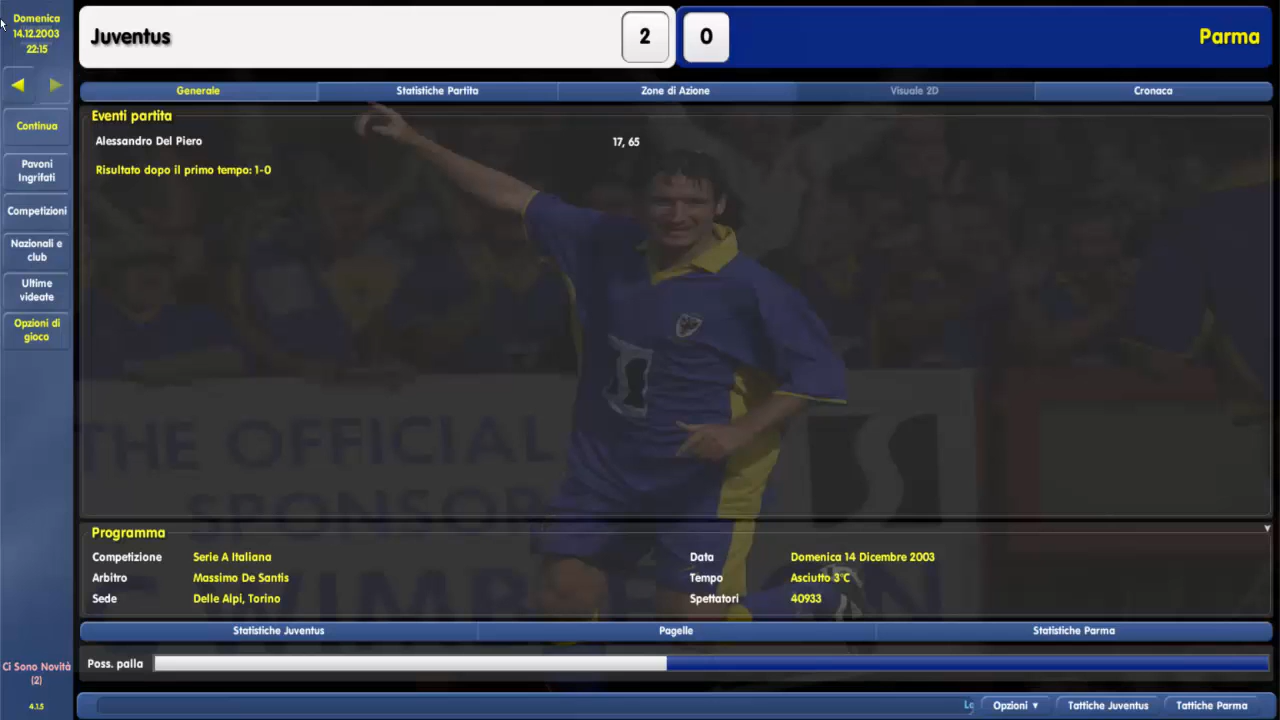 Domenica
14.12.2003
22:15
Juventus
2
0
Parma
Generale
Statistiche Partita
Zone di Azione
Visuale 2D
Cronaca
Continua
Pavoni
Ingrifati
Competizioni
Nazionali e
club
Ultime
videate
Opzioni di
gioco
Ci Sono Novità
(2)
4.1.5
Eventi partita
Alessandro Del Piero 17, 65
Risultato dopo il primo tempo: 1-0
THE OFFICIAL
SPONSOR
WIMBLEDON
Programma
Competizione Serie A Italiana
Data Domenica 14 Dicembre 2003
Arbitro Massimo De Santis
Tempo Asciutto 3°C
Sede Delle Alpi, Torino
Spettatori 40933
Statistiche Juventus
Pagelle
Statistiche Parma
Poss. palla
Lo
Opzioni
Tattiche Juventus
Tattiche Parma